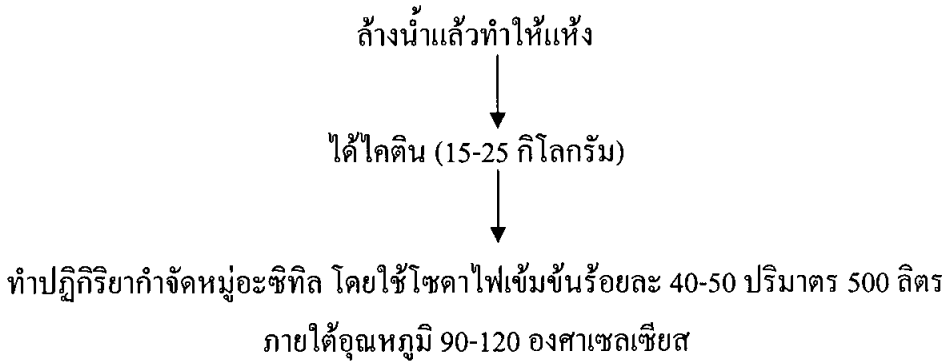 ล้างน้ำแล้วทำให้แห้ง
ได้ไคติน (15-25 กิโลกรัม)
ทำปฏิกิริยากำจัดหมู่อะซิทิล โดยใช้โซดาไฟเข้มข้นร้อยละ 40-50 ปริมาตร 500 ลิตร
ภายใต้อุณหภูมิ 90-120 องศาเซลเซียส